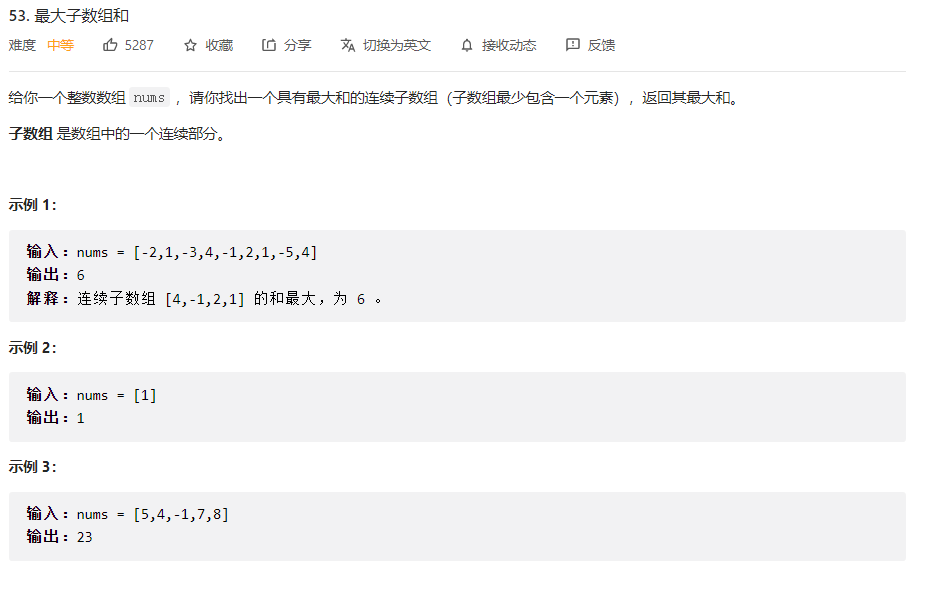 53. 最大子数组和
难度 中等 5287 收藏 分享 切换为英文 接收动态 反馈
给你一个整数数组 nums ，请你找出一个具有最大和的连续子数组（子数组最少包含一个元素），返回其最大和。
子数组 是数组中的一个连续部分。
示例 1：
输入：nums = [-2,1,-3,4,-1,2,1,-5,4]
输出：6
解释：连续子数组 [4,-1,2,1] 的和最大，为 6 。
示例 2：
输入：nums = [1]
输出：1
示例 3：
输入：nums = [5,4,-1,7,8]
输出：23